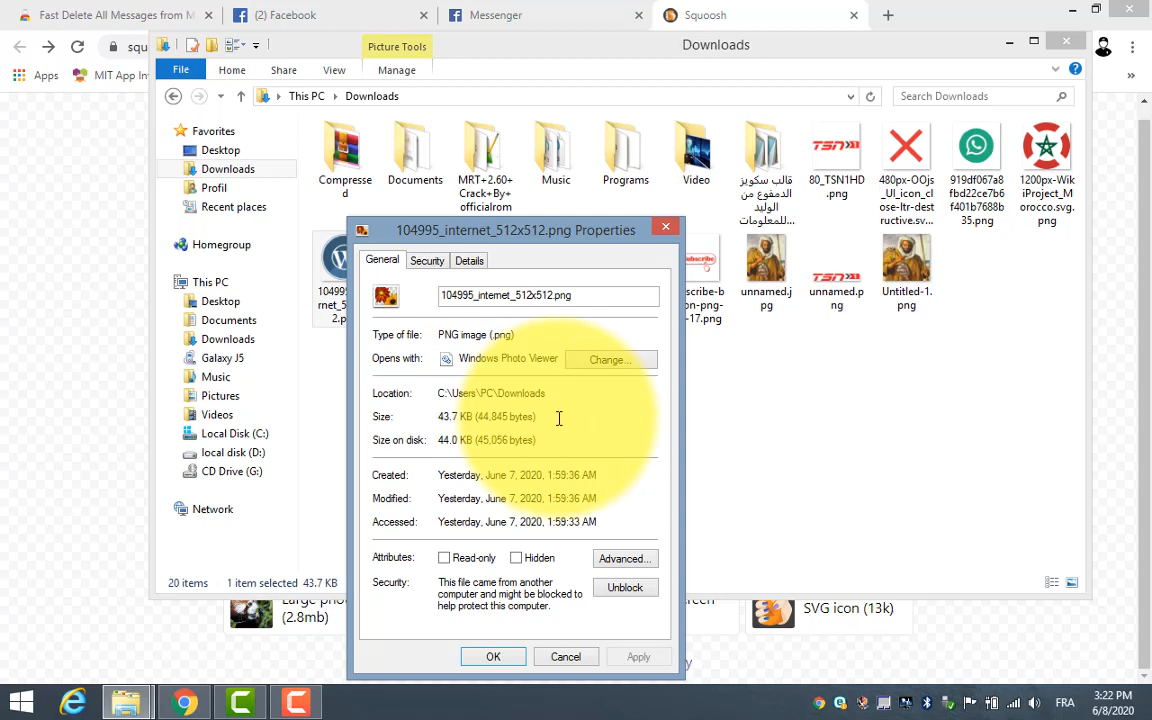 Fast Delete All Messages from M
(2) Facebook
Messenger
Squoosh
squ
Apps
MIT App In
Picture Tools
Downloads
File
Home
Share
View
Manage
This PC
Downloads
Search Downloads
Favorites
Desktop
Downloads
Profil
Recent places
Homegroup
This PC
Desktop
Documents
Downloads
Galaxy J5
Music
Pictures
Videos
Local Disk (C:)
local disk (D:)
CD Drive (G:)
Network
Compresse
d
Documents
MRT+2.60+
Crack+By+
officialrom
Music
Programs
Video
قالب سكويز
الدمفوع من
الوليد
للمعلومات...
TSN
80_TSN1HD
.png
480px-OOjs
_UI_icon_cl
ose-ltr-dest
ructive.sv...
919df067a8
fbd22ce7b6
f401b7688b
35.png
1200px-Wik
iProject_M
orocco.svg.
png
unnamed.j
pg
TSN
unnamed.p
ng
Untitled-1.
png
104995_internet_512x512.png Properties
General
Security
Details
104995_internet_512x512.png
Type of file:
PNG image (.png)
Opens with:
Windows Photo Viewer
Change...
Location:
C:\Users\PC\Downloads
Size:
43.7 KB (44,845 bytes)
Size on disk:
44.0 KB (45,056 bytes)
Created:
Yesterday, June 7, 2020, 1:59:36 AM
Modified:
Yesterday, June 7, 2020, 1:59:36 AM
Accessed:
Yesterday, June 7, 2020, 1:59:33 AM
Attributes:
Read-only
Hidden
Advanced...
Security:
This file came from another
computer and might be blocked to
help protect this computer.
Unblock
OK
Cancel
Apply
20 items
1 item selected 43.7 KB
(2.8mb)
SVG icon (13k)
FRA
3:22 PM
6/8/2020